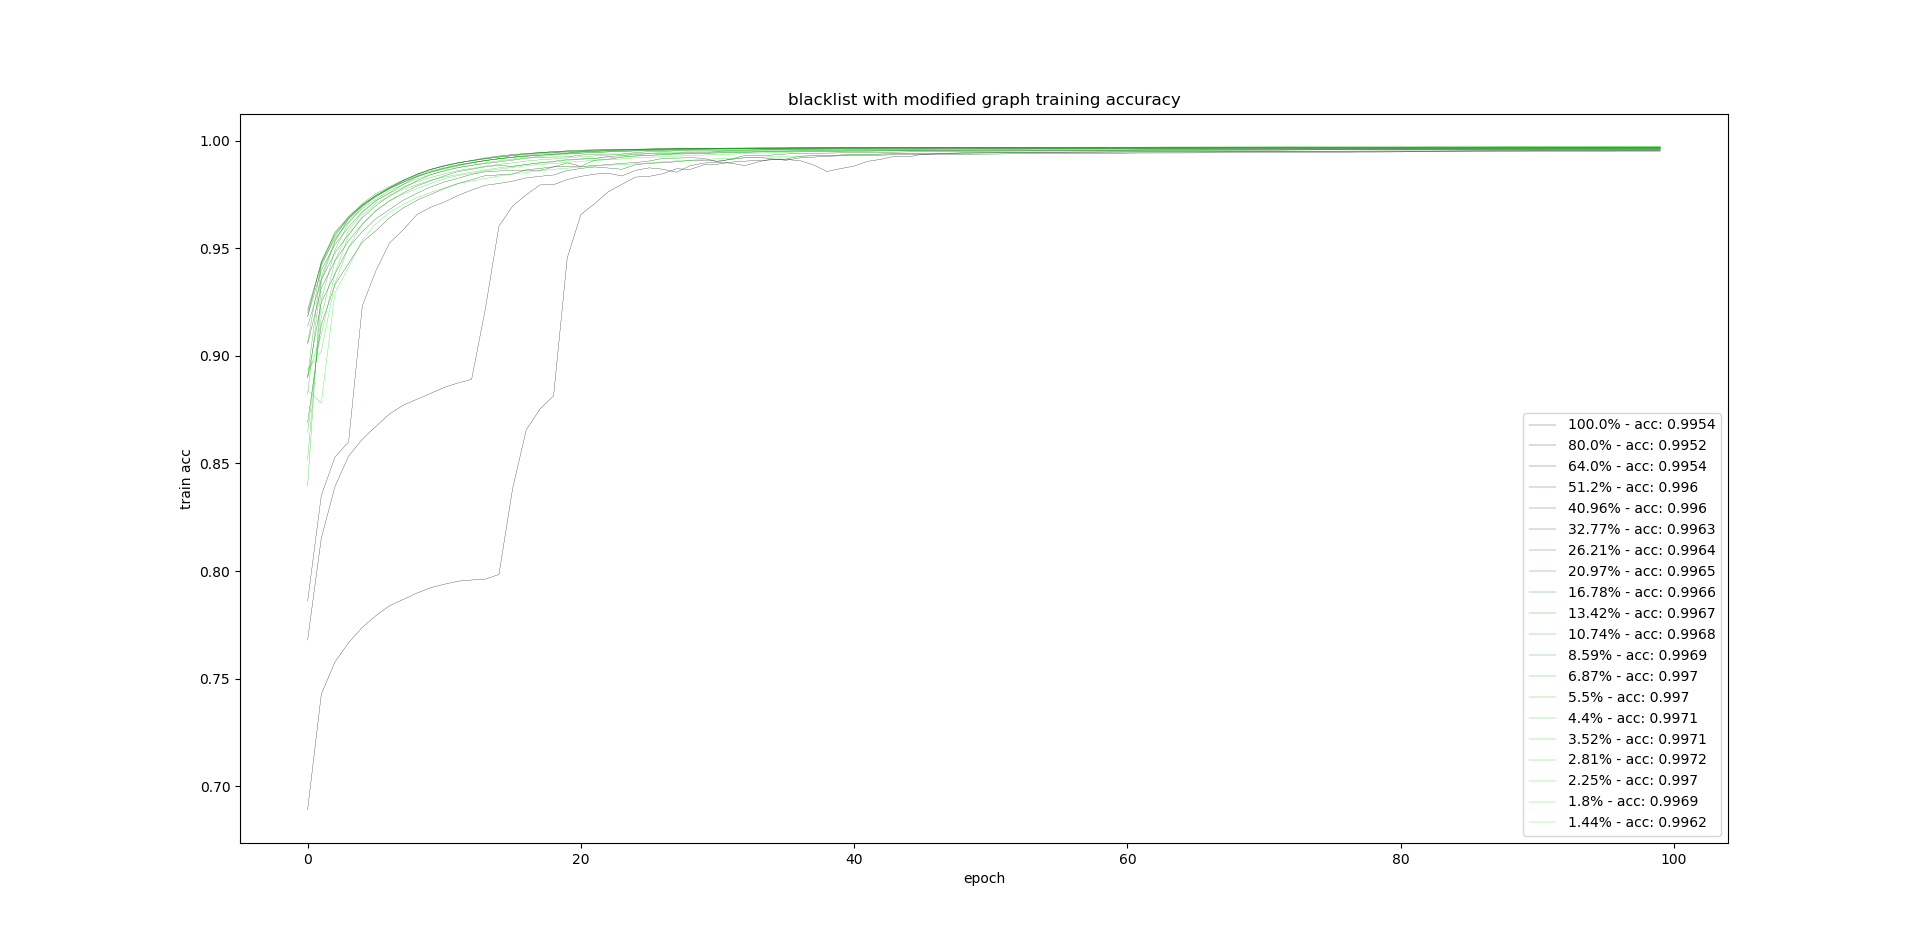 blacklist with modified graph training accuracy
1.00
0.95
0.90
0.85
0.80
0.75
0.70
train acc
0 20 40 60 80 100
epoch
100.0% - acc: 0.9954
80.0% - acc: 0.9952
64.0% - acc: 0.9954
51.2% - acc: 0.996
40.96% - acc: 0.996
32.77% - acc: 0.9963
26.21% - acc: 0.9964
20.97% - acc: 0.9965
16.78% - acc: 0.9966
13.42% - acc: 0.9967
10.74% - acc: 0.9968
8.59% - acc: 0.9969
6.87% - acc: 0.997
5.5% - acc: 0.997
4.4% - acc: 0.9971
3.52% - acc: 0.9971
2.81% - acc: 0.9972
2.25% - acc: 0.997
1.8% - acc: 0.9969
1.44% - acc: 0.9962